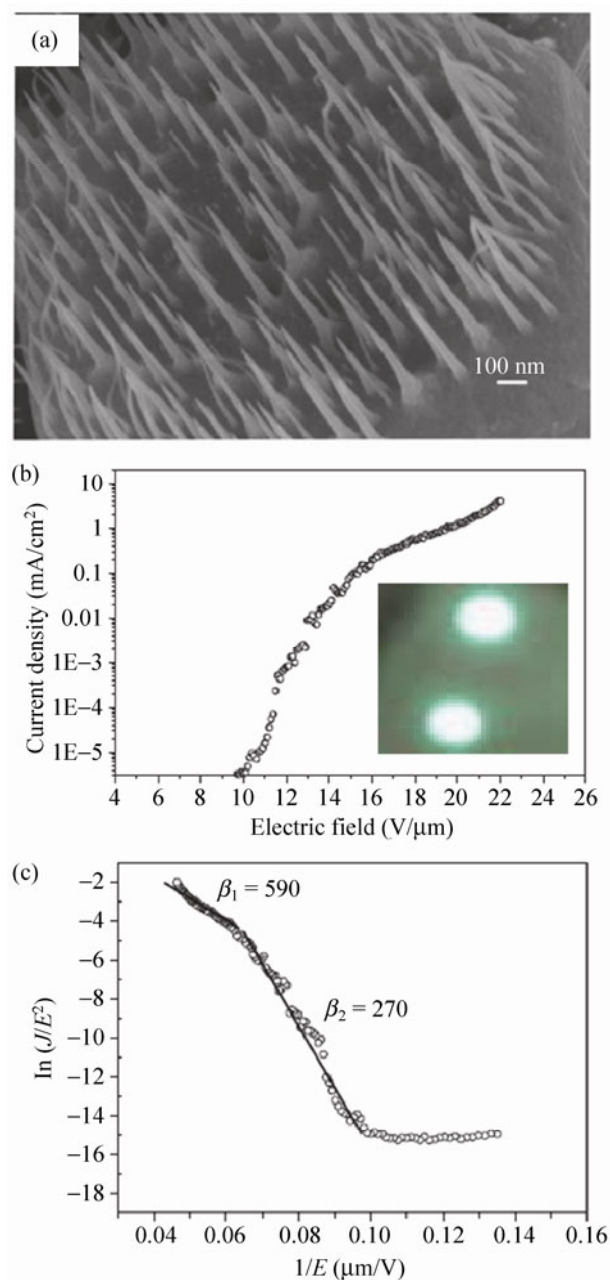 (a)
100 nm
(b)
Current density (mA/cm²)
10
1
0.1
0.01
1E−3
1E−4
1E−5
4 6 8 10 12 14 16 18 20 22 24 26
Electric field (V/μm)
(c)
ln (J/E²)
−2
−4
−6
−8
−10
−12
−14
−16
−18
β₁ = 590
β₂ = 270
0.04 0.06 0.08 0.10 0.12 0.14 0.16
1/E (μm/V)